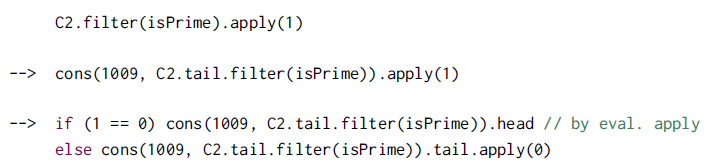 C2.filter(isPrime).apply(1)
--> cons(1009, C2.tail.filter(isPrime)).apply(1)
--> if (1 == 0) cons(1009, C2.tail.filter(isPrime)).head // by eval. apply
else cons(1009, C2.tail.filter(isPrime)).tail.apply(0)